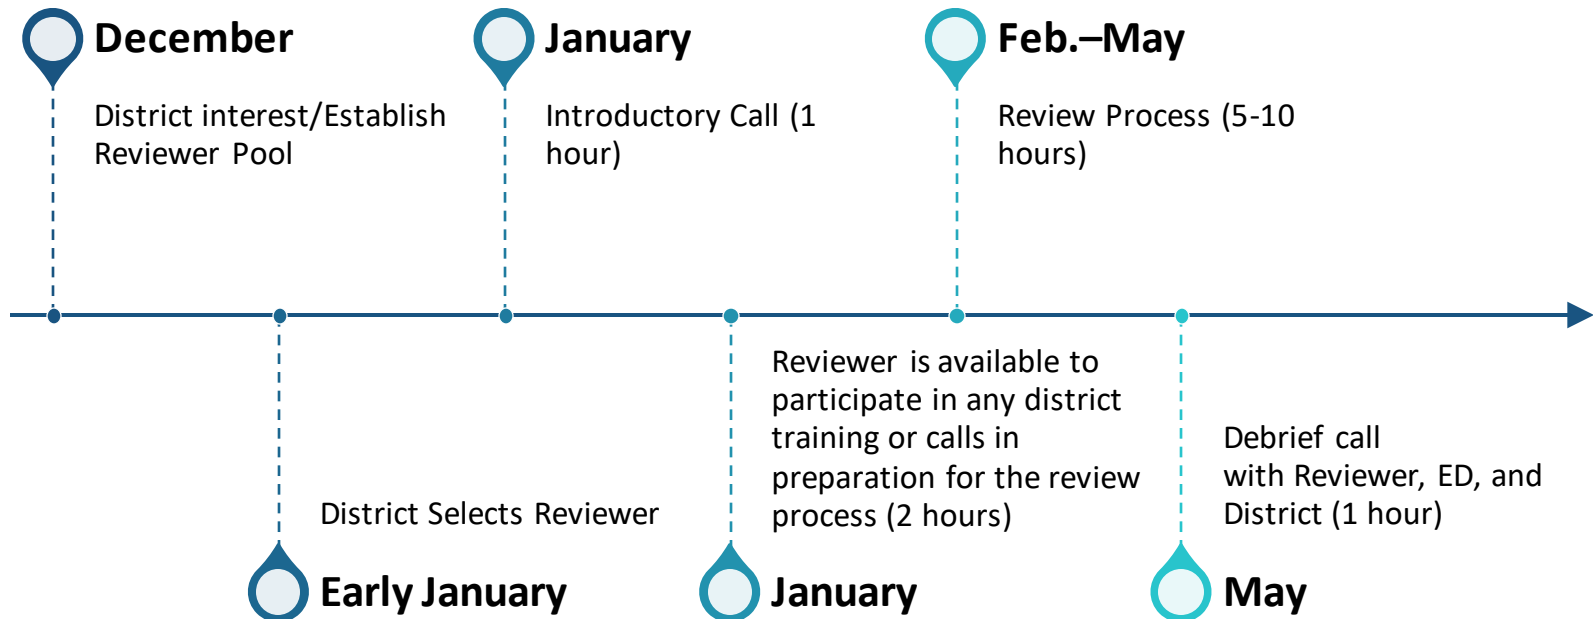 December
District interest/Establish
Reviewer Pool
Early January
District Selects Reviewer
January
Introductory Call (1
hour)
January
Reviewer is available to
participate in any district
training or calls in
preparation for the review
process (2 hours)
Feb.–May
Review Process (5-10
hours)
May
Debrief call
with Reviewer, ED, and
District (1 hour)